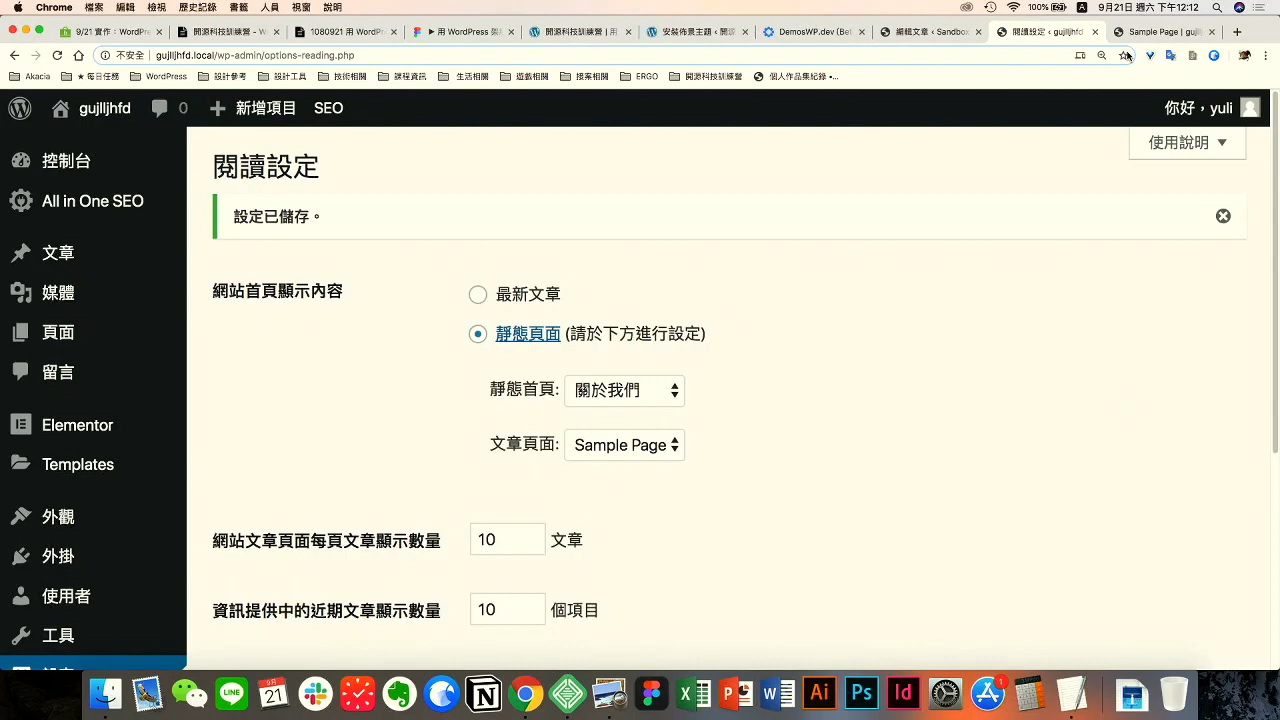 Chrome 檔案 編輯 檢視 歷史記錄 書籤 人員 視窗 說明 100% 9月21日 週六 下午12:12
9/21 實作：WordPre 開源科技訓練營 - W 1080921 用 WordPr ▶ 用 WordPress 架 開源科技訓練營 | 用 安裝佈景主題 ‹ 開源 DemosWP.dev (Bet 編輯文章 ‹ Sandbox 閱讀設定 ‹ gujlljhfd Sample Page | gujll
不安全 gujlljhfd.local/wp-admin/options-reading.php
Akacia ★ 每日任務 WordPress 設計參考 設計工具 技術相關 課程資訊 生活相關 遊戲相關 接案相關 ERGO 開源科技訓練營 個人作品集紀錄 -...
gujlljhfd 0 新增項目 SEO 你好，yuli
控制台
All in One SEO
文章
媒體
頁面
留言
Elementor
Templates
外觀
外掛
使用者
工具
使用說明
閱讀設定
設定已儲存。
網站首頁顯示內容
最新文章
靜態頁面 (請於下方進行設定)
靜態首頁: 關於我們
文章頁面: Sample Page
網站文章頁面每頁文章顯示數量 10 文章
資訊提供中的近期文章顯示數量 10 個項目
LINE 9月 21 N X P W Ai Ps Id 1